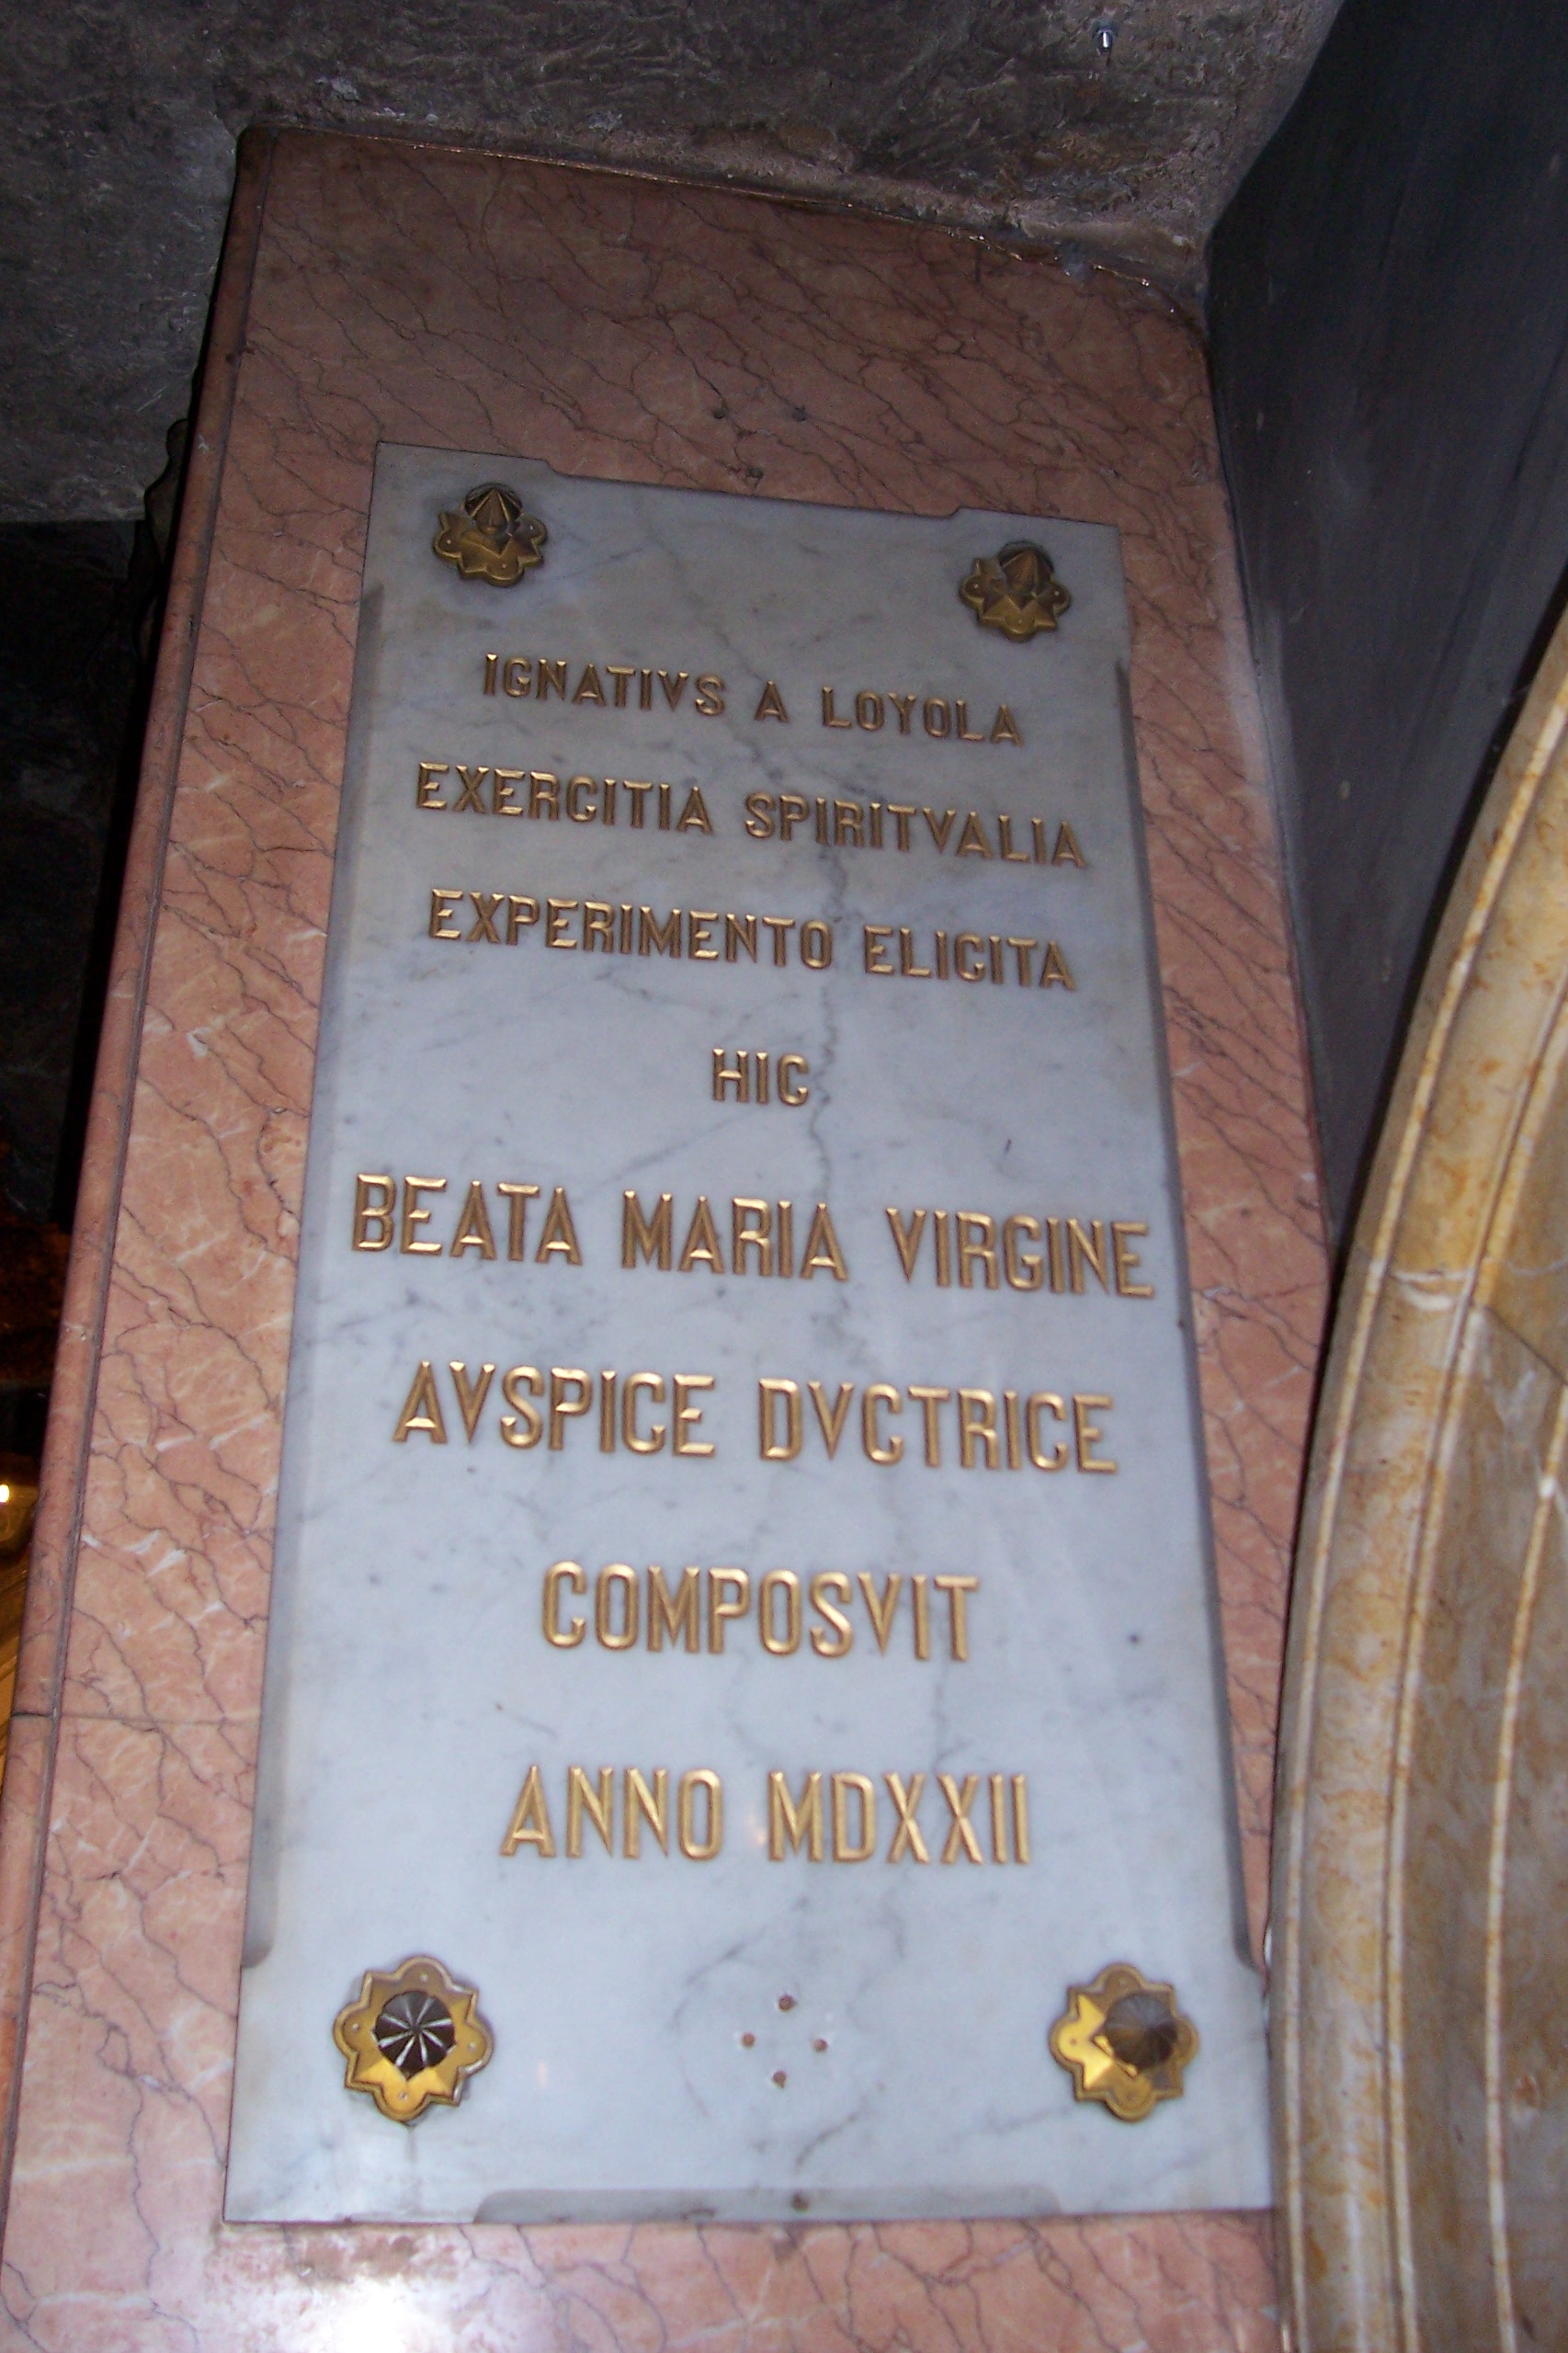 IGNATIVS A LOYOLA
EXERCITIA SPIRITVALIA
EXPERIMENTO ELICITA
HIC
BEATA MARIA VIRGINE
AVSPICE DVCTRICE
COMPOSVIT
ANNO MDXXII